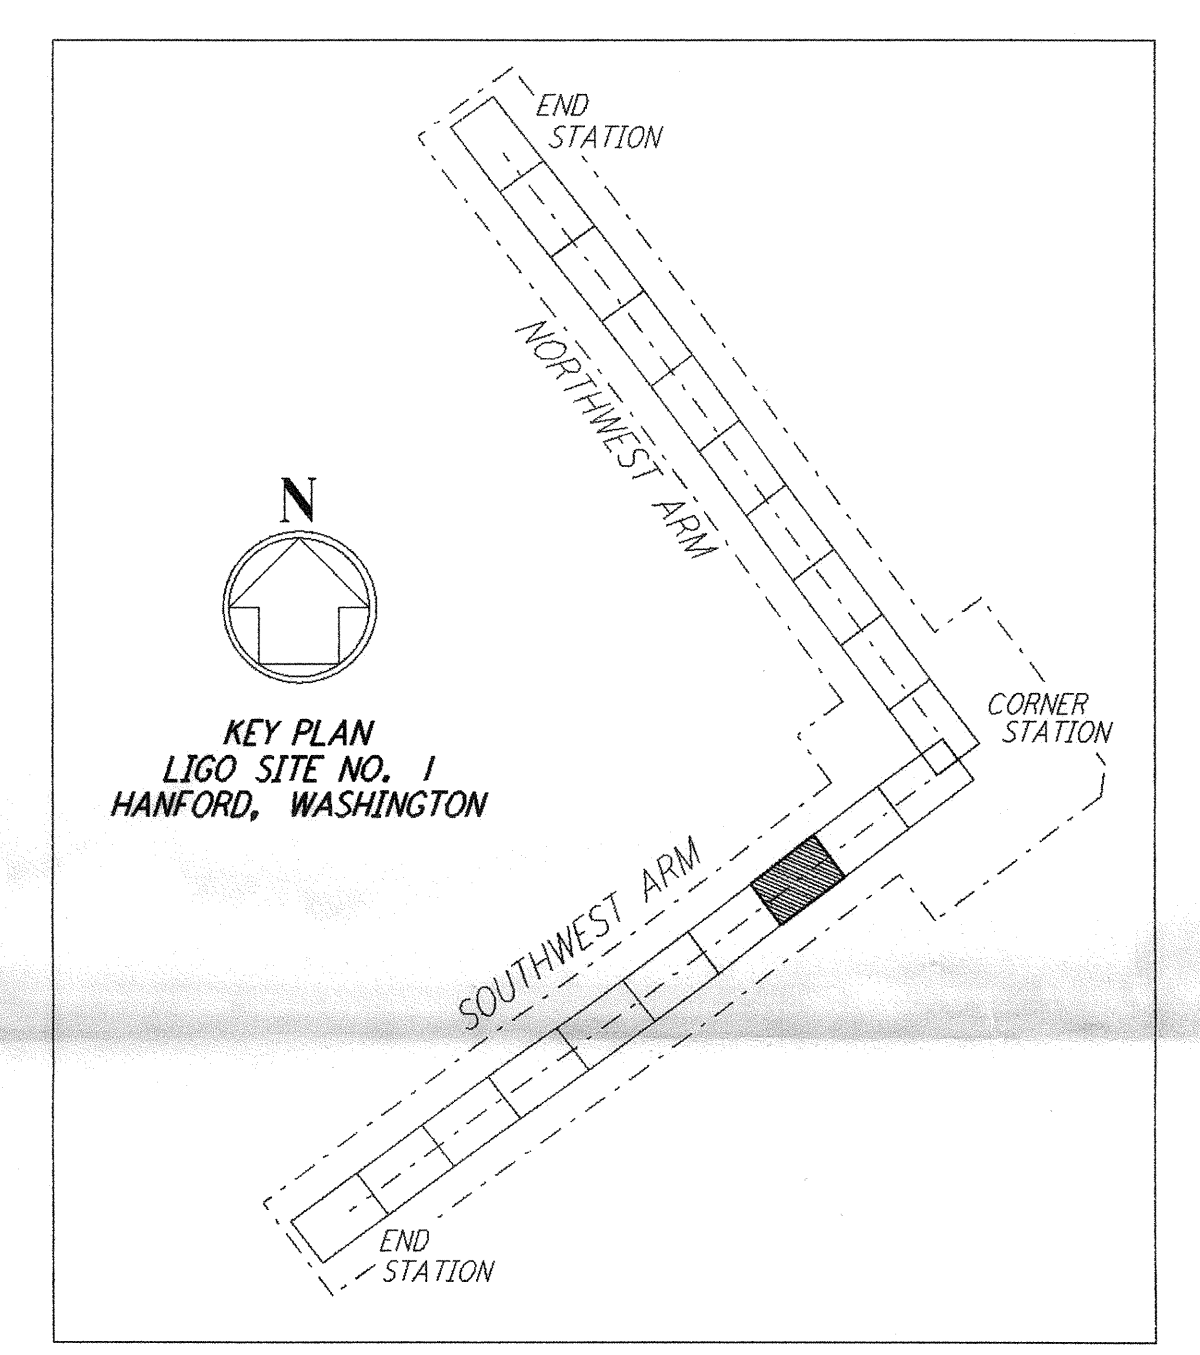 END
STATION
NORTHWEST ARM
N
CORNER
STATION
KEY PLAN
LIGO SITE NO. 1
HANFORD, WASHINGTON
SOUTHWEST ARM
END
STATION